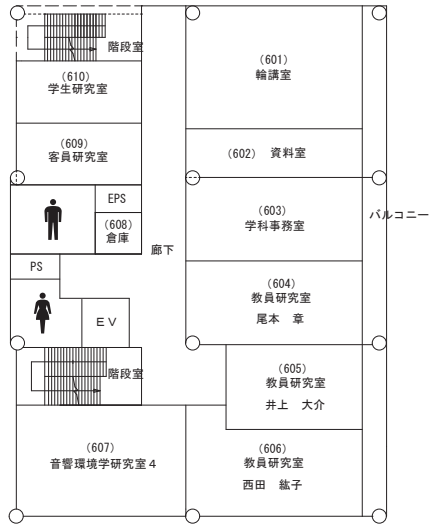 階段室
(601)
輪講室
(610)
学生研究室
(609)
客員研究室
(602) 資料室
EPS
(608)
倉庫
(603)
学科事務室
バルコニー
廊下
PS
(604)
教員研究室
尾本 章
EV
階段室
(605)
教員研究室
井上 大介
(607)
音響環境学研究室4
(606)
教員研究室
西田 紘子